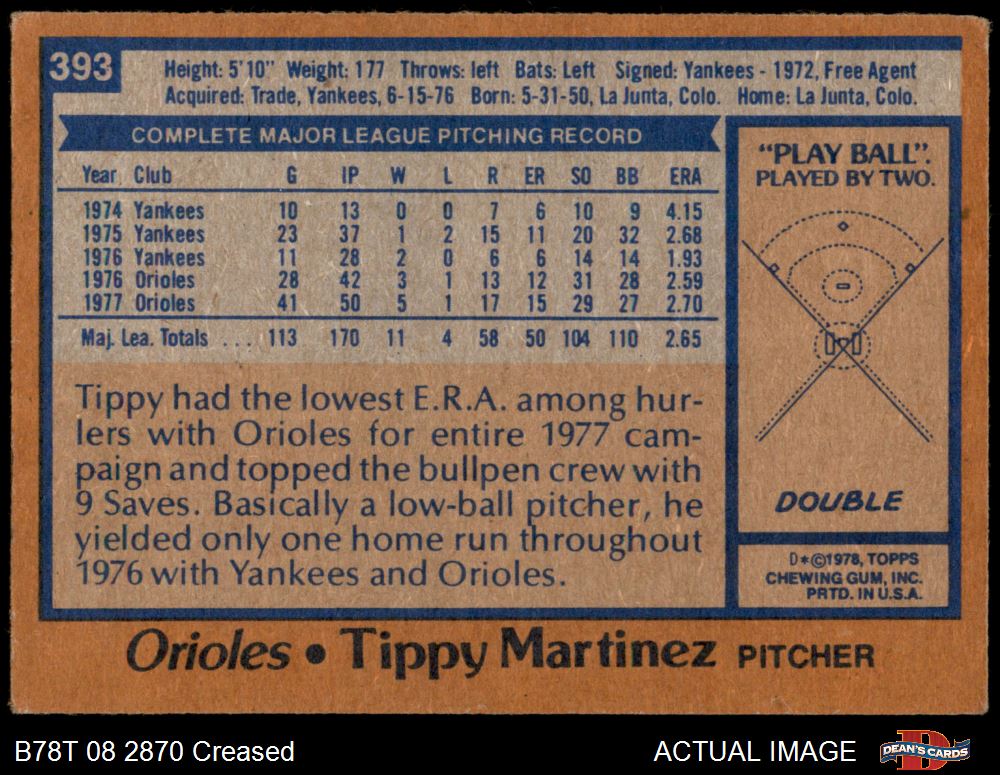 393
Height: 5'10" Weight: 177 Throws: left Bats: Left Signed: Yankees - 1972, Free Agent
Acquired: Trade, Yankees, 6-15-76 Born: 5-31-50, La Junta, Colo. Home: La Junta, Colo.
COMPLETE MAJOR LEAGUE PITCHING RECORD
Year Club G IP W L R ER SO BB ERA
1974 Yankees 10 13 0 0 7 6 10 9 4.15
1975 Yankees 23 37 1 2 15 11 20 32 2.68
1976 Yankees 11 28 2 0 6 6 14 14 1.93
1976 Orioles 28 42 3 1 13 12 31 28 2.59
1977 Orioles 41 50 5 1 17 15 29 27 2.70
Maj. Lea. Totals ... 113 170 11 4 58 50 104 110 2.65
Tippy had the lowest E.R.A. among hur-
lers with Orioles for entire 1977 cam-
paign and topped the bullpen crew with
9 Saves. Basically a low-ball pitcher, he
yielded only one home run throughout
1976 with Yankees and Orioles.
"PLAY BALL".
PLAYED BY TWO.
DOUBLE
D*©1978, TOPPS
CHEWING GUM, INC.
PRTD. IN U.S.A.
Orioles • Tippy Martinez PITCHER
B78T 08 2870 Creased
ACTUAL IMAGE
D
DEAN'S CARDS